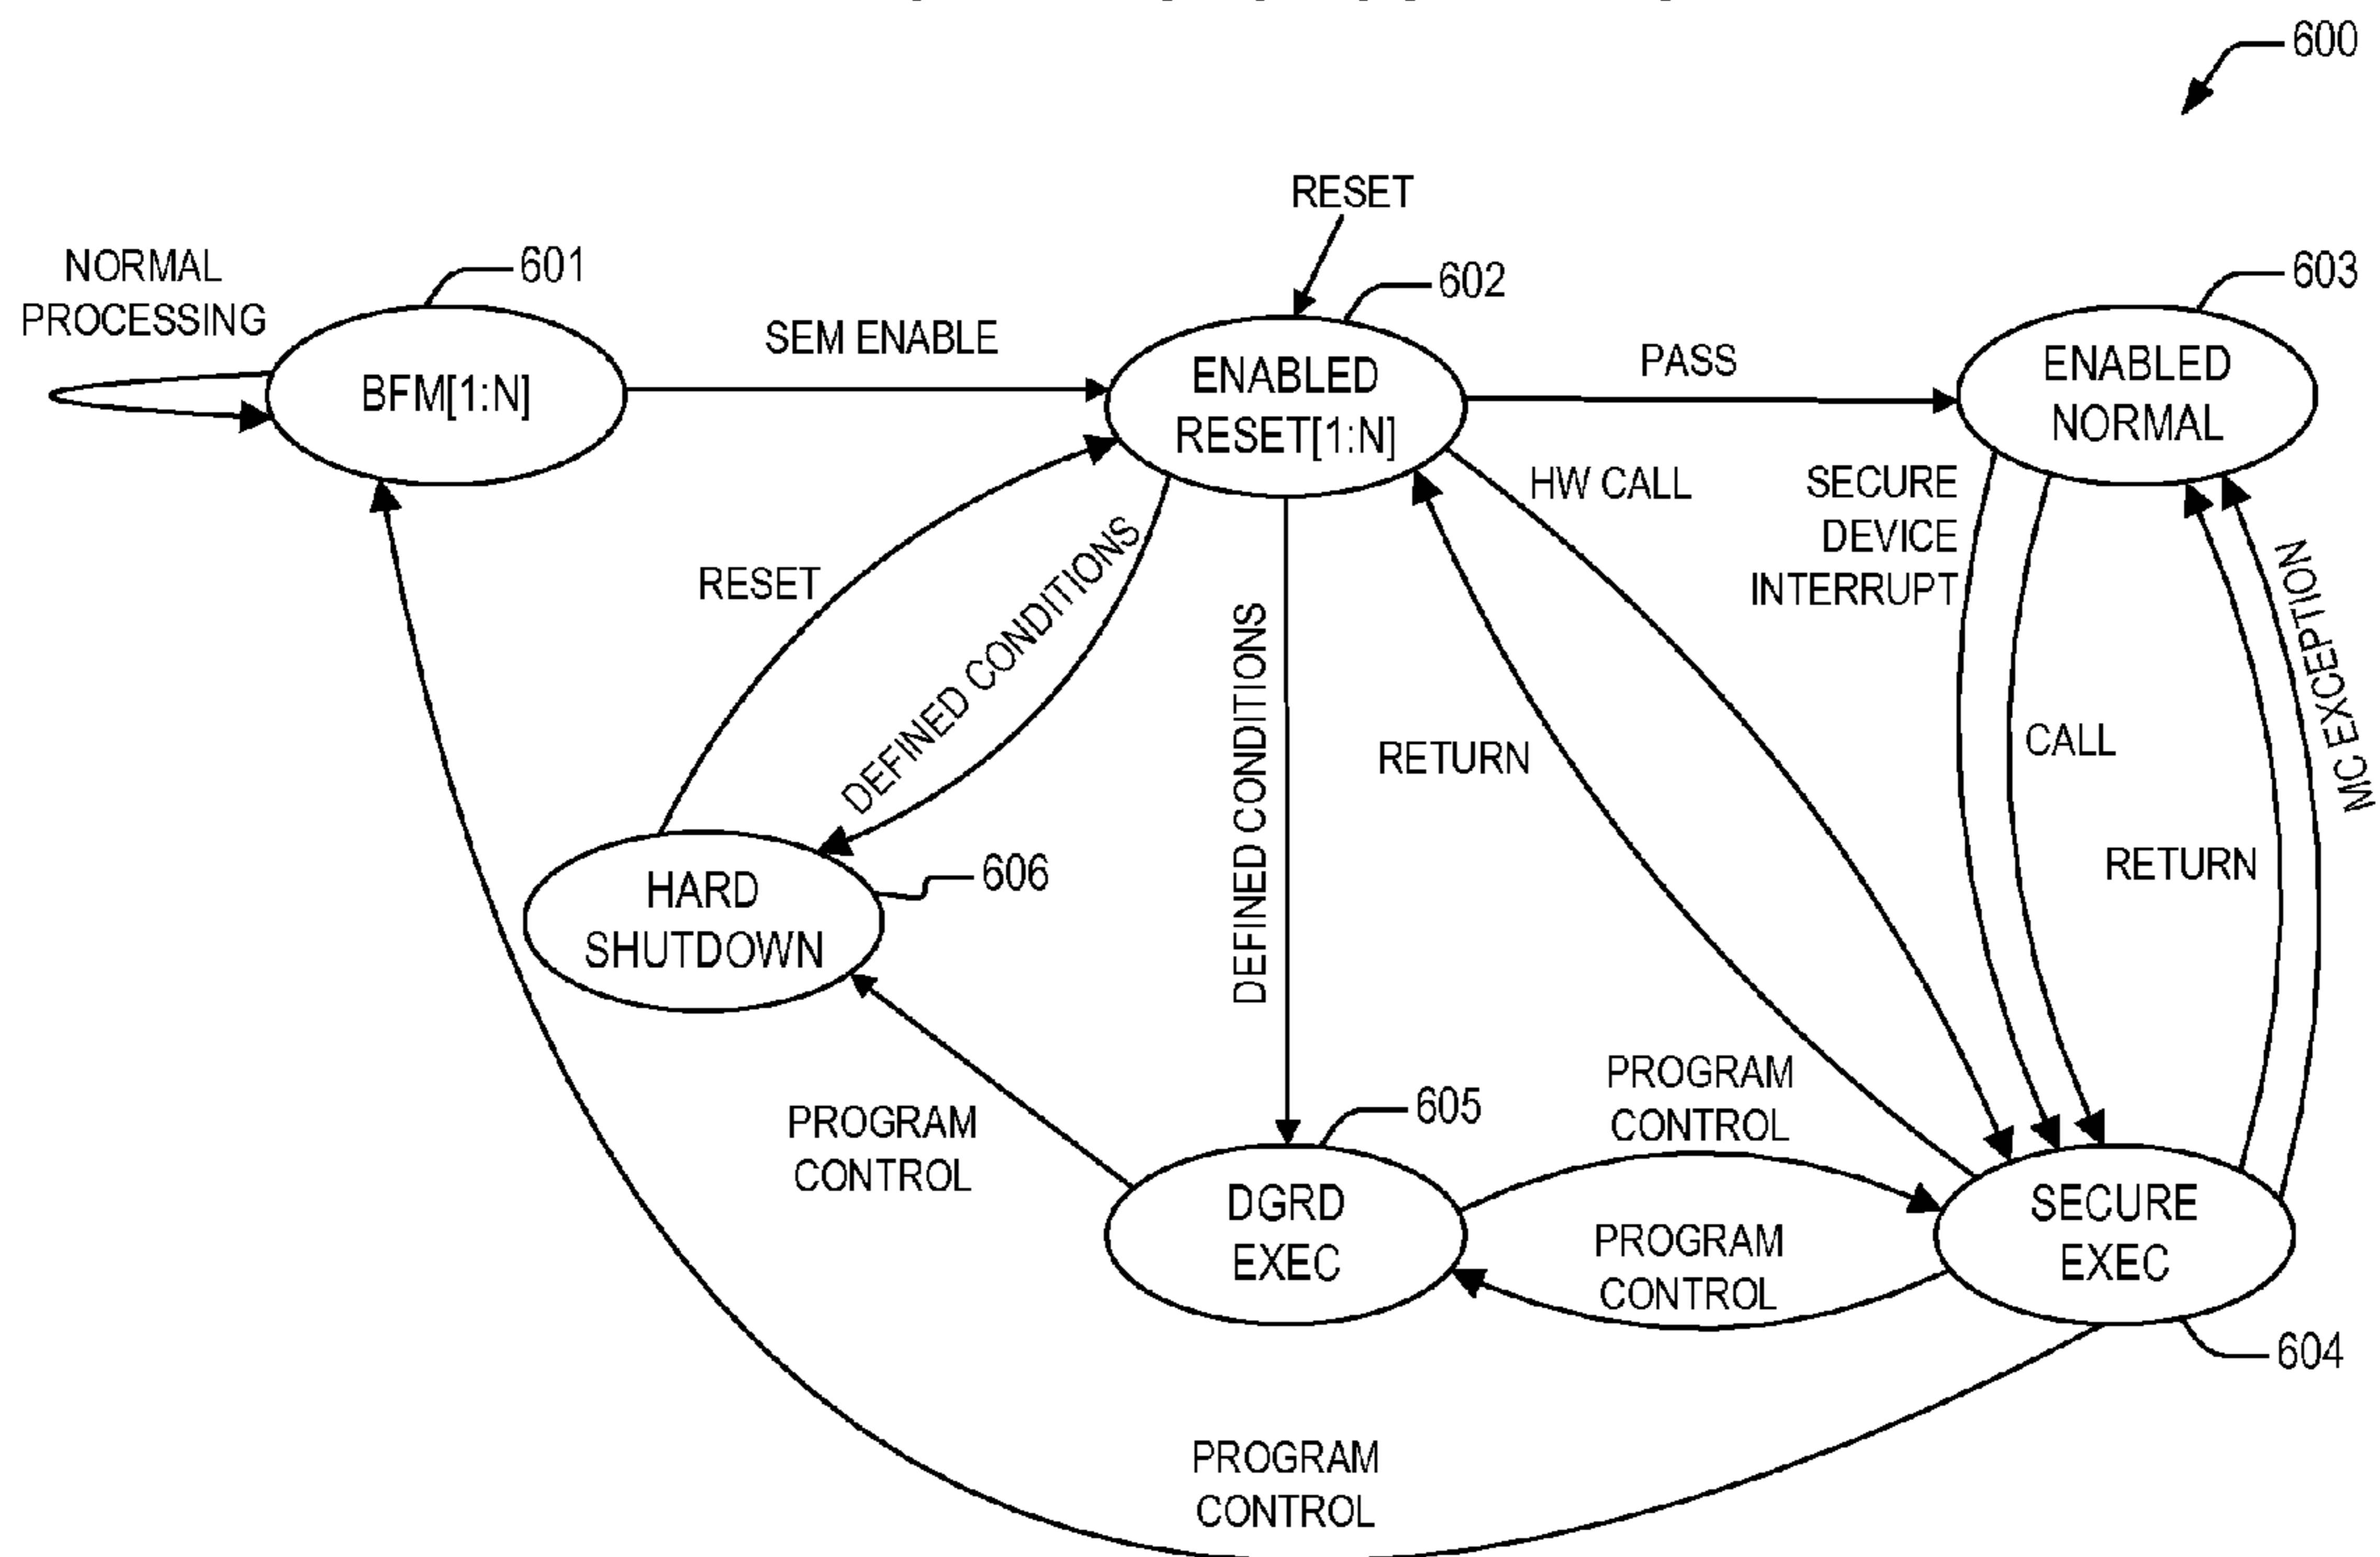 600
RESET
NORMAL
PROCESSING
601
602
603
SEM ENABLE
PASS
BFM[1:N]
ENABLED
RESET[1:N]
ENABLED
NORMAL
HW CALL
SECURE
DEVICE
INTERRUPT
RESET
DEFINED CONDITIONS
DEFINED CONDITIONS
RETURN
CALL
MC EXCEPTION
RETURN
HARD
SHUTDOWN
606
PROGRAM
CONTROL
605
PROGRAM
CONTROL
DGRD
EXEC
PROGRAM
CONTROL
SECURE
EXEC
604
PROGRAM
CONTROL